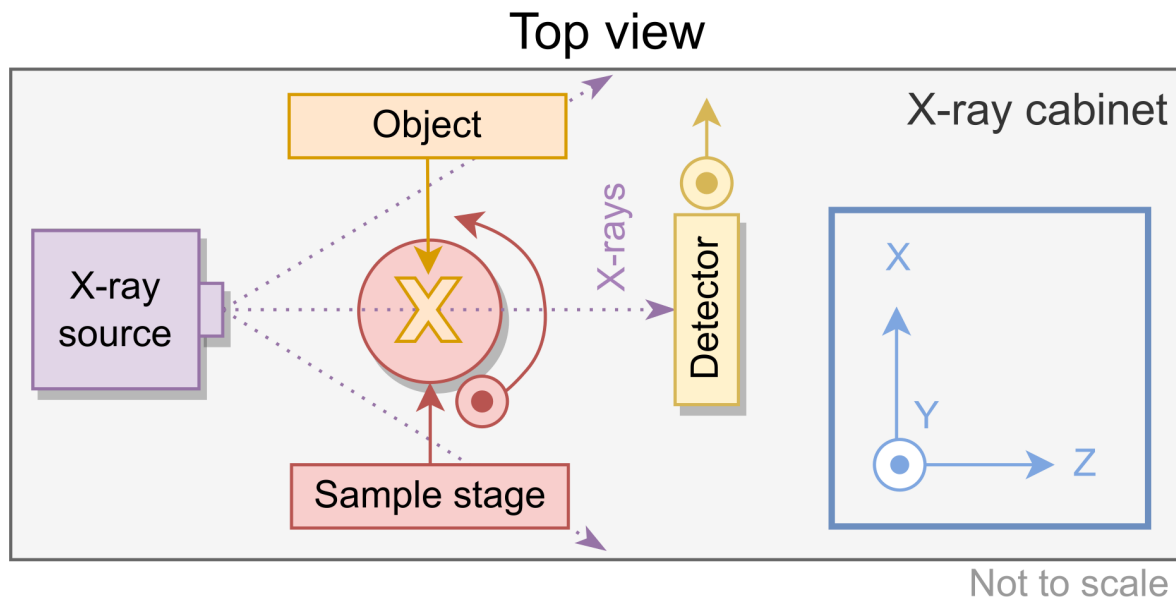 Top view
X-ray cabinet
Object
X-rays
X-ray
source
X
Detector
X
Y
Z
Sample stage
Not to scale